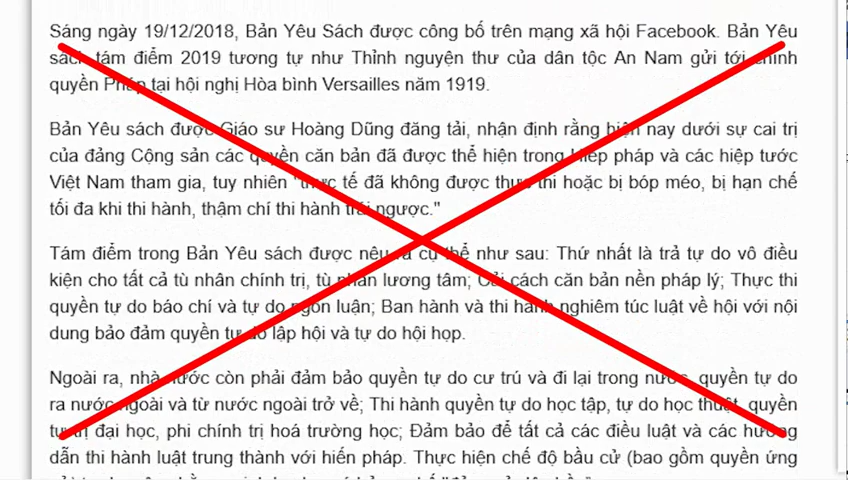 Sáng ngày 19/12/2018, Bản Yêu Sách được công bố trên mạng xã hội Facebook. Bản Yêu
sách tám điểm 2019 tương tự như Thỉnh nguyện thư của dân tộc An Nam gửi tới chính
quyền Pháp tại hội nghị Hòa bình Versailles năm 1919.
Bản Yêu sách được Giáo sư Hoàng Dũng đăng tải, nhận định rằng hiện nay dưới sự cai trị
của đảng Cộng sản các quyền căn bản đã được thể hiện trong Hiếp pháp và các hiệp tước
Việt Nam tham gia, tuy nhiên "thực tế đã không được thực thi hoặc bị bóp méo, bị hạn chế
tối đa khi thi hành, thậm chí thi hành trái ngược."
Tám điểm trong Bản Yêu sách được nêu ra cụ thể như sau: Thứ nhất là trả tự do vô điều
kiện cho tất cả tù nhân chính trị, tù nhân lương tâm; Cải cách căn bản nền pháp lý; Thực thi
quyền tự do báo chí và tự do ngôn luận; Ban hành và thi hành nghiêm túc luật về hội với nội
dung bảo đảm quyền tự do lập hội và tự do hội họp.
Ngoài ra, nhà nước còn phải đảm bảo quyền tự do cư trú và đi lại trong nước, quyền tự do
ra nước ngoài và từ nước ngoài trở về; Thi hành quyền tự do học tập, tự do học thuật, quyền
tự trị đại học, phi chính trị hoá trường học; Đảm bảo để tất cả các điều luật và các hướng
dẫn thi hành luật trung thành với hiến pháp. Thực hiện chế độ bầu cử (bao gồm quyền ứng